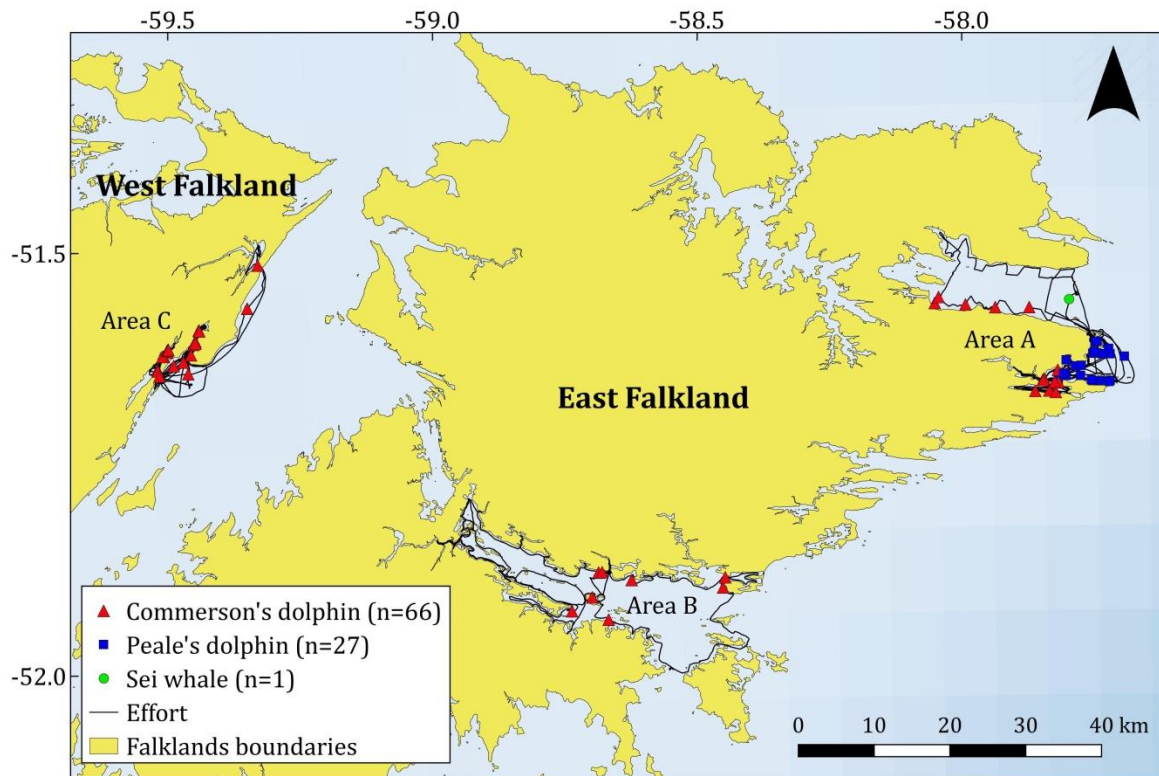 -59.5 -59.0 -58.5 -58.0
West Falkland
-51.5
Area C
Area A
East Falkland
Area B
-52.0
Commerson's dolphin (n=66)
Peale's dolphin (n=27)
Sei whale (n=1)
Effort
Falklands boundaries
0 10 20 30 40 km